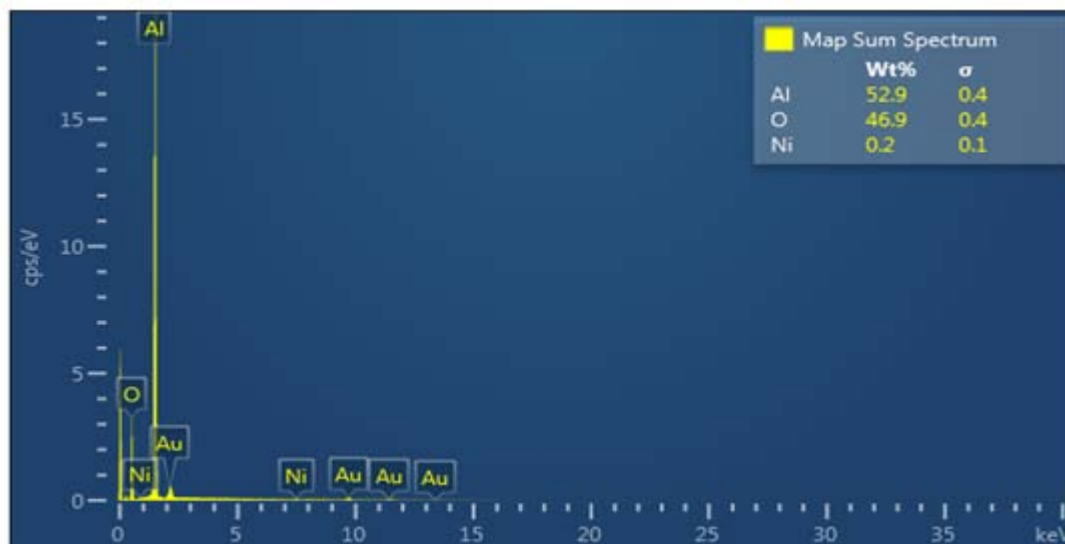 Map Sum Spectrum
Wt% σ
Al 52.9 0.4
O 46.9 0.4
Ni 0.2 0.1
Al
15
10
cps/eV
5
O
Au
Ni
Ni
Au
Au
Au
0
0 5 10 15 20 25 30 35 keV